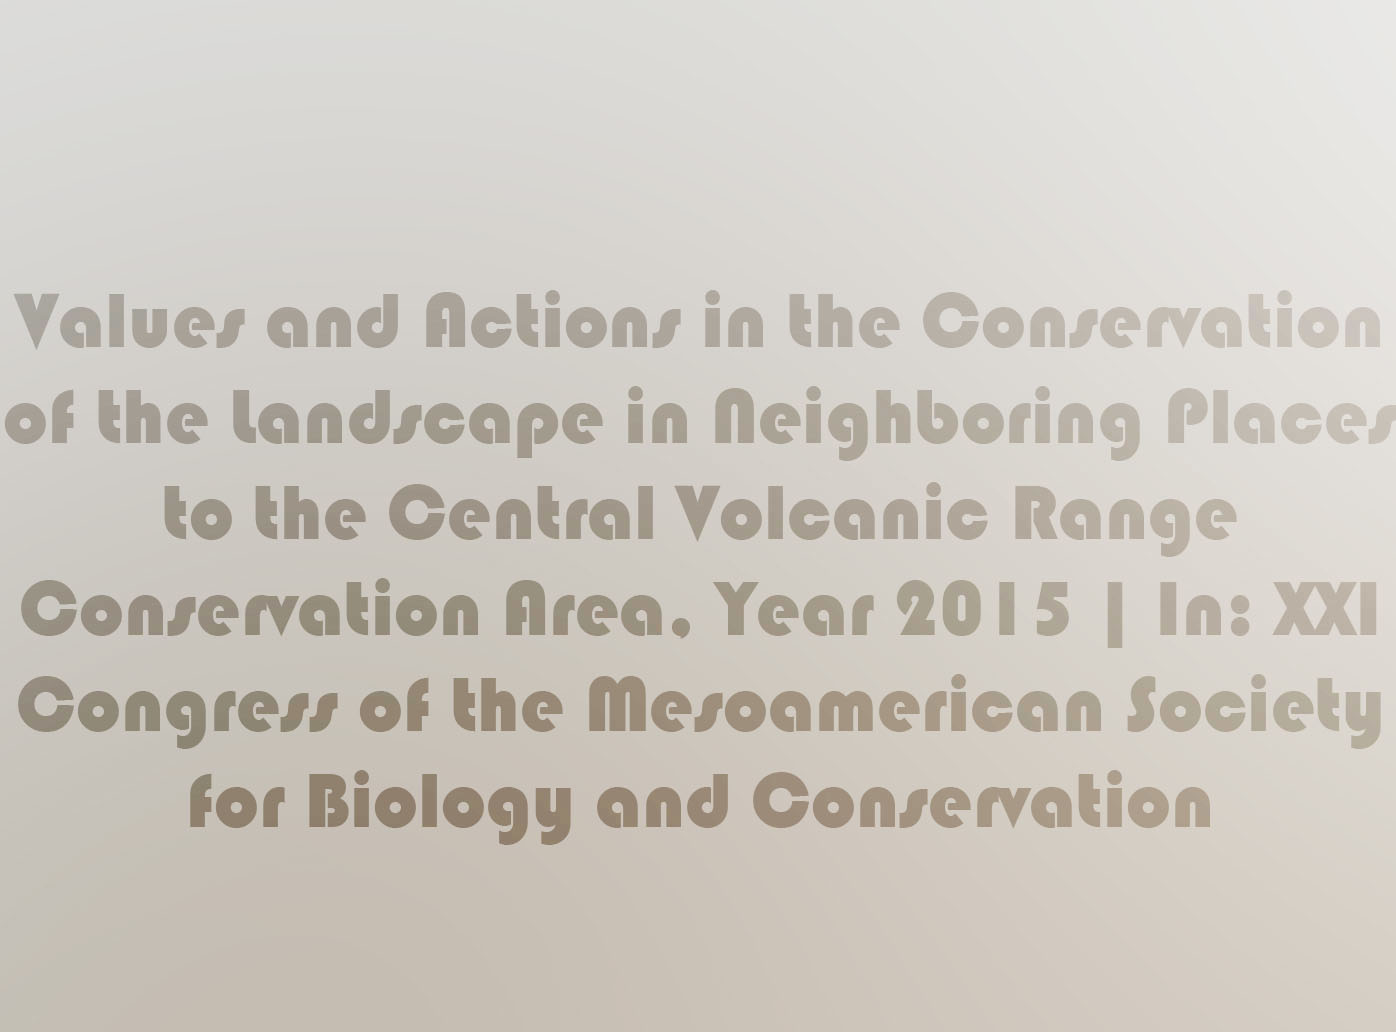 Values and Actions in the Conservation
of the Landscape in Neighboring Places
to the Central Volcanic Range
Conservation Area, Year 2015 | In: XXI
Congress of the Mesoamerican Society
for Biology and Conservation